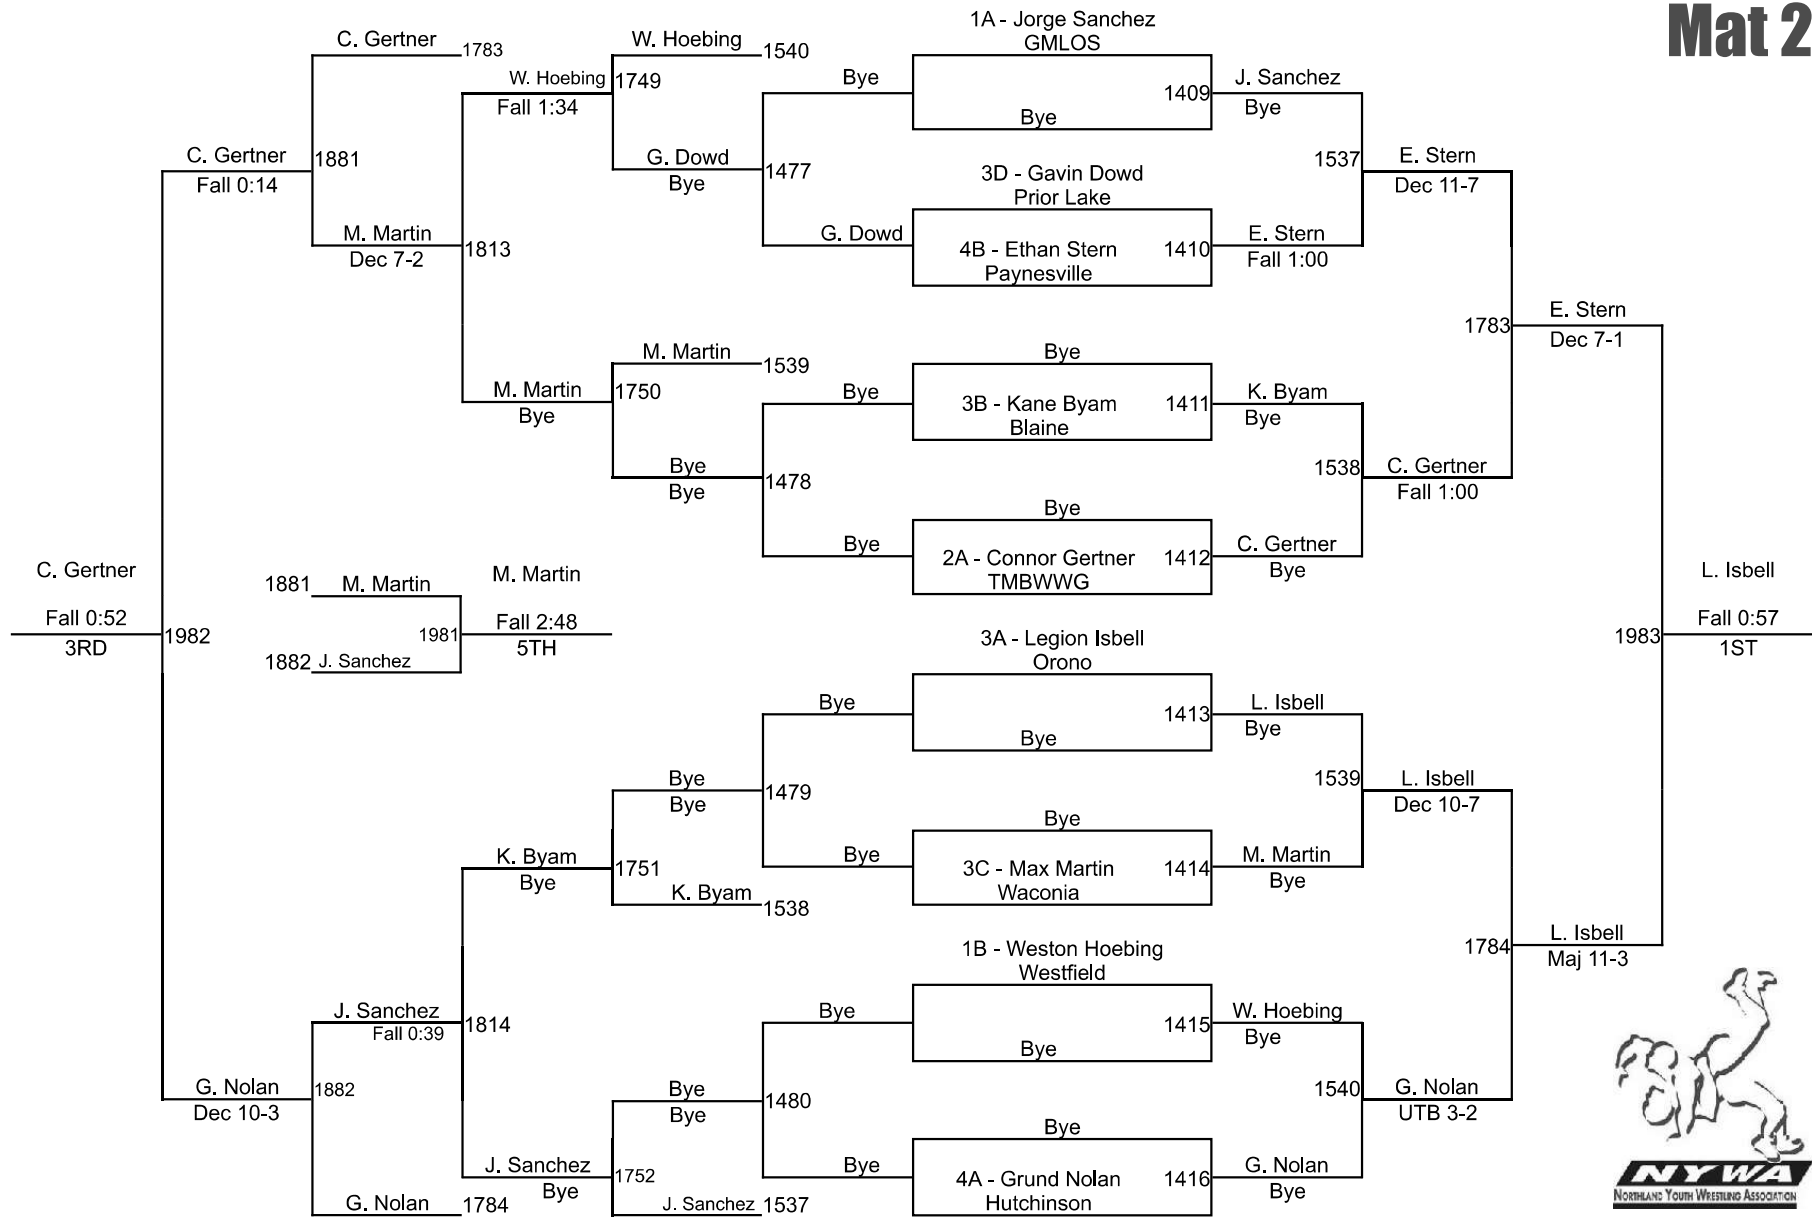 Mat 2
1A - Jorge Sanchez
GMLOS
C. Gertner
1783
W. Hoebing
1540
W. Hoebing
1749
Fall 1:34
Bye
1409
J. Sanchez
Bye
Bye
C. Gertner
1881
Fall 0:14
G. Dowd
1477
Bye
3D - Gavin Dowd
Prior Lake
1537
E. Stern
Dec 11-7
M. Martin
1813
Dec 7-2
G. Dowd
4B - Ethan Stern
1410
Paynesville
E. Stern
Fall 1:00
1783
E. Stern
Dec 7-1
M. Martin
1539
Bye
M. Martin
1750
Bye
Bye
3B - Kane Byam
1411
Blaine
K. Byam
Bye
Bye
1478
Bye
1538
C. Gertner
Fall 1:00
Bye
Bye
2A - Connor Gertner
1412
TMBWWG
C. Gertner
Bye
C. Gertner
Fall 0:52
1982
3RD
1881
M. Martin
M. Martin
1981
Fall 2:48
5TH
1882
J. Sanchez
L. Isbell
1983
Fall 0:57
1ST
3A - Legion Isbell
Orono
Bye
1413
L. Isbell
Bye
Bye
Bye
1479
Bye
1539
L. Isbell
Dec 10-7
Bye
K. Byam
1751
Bye
Bye
3C - Max Martin
1414
Waconia
M. Martin
Bye
K. Byam
1538
1784
L. Isbell
Maj 11-3
1B - Weston Hoebing
Westfield
J. Sanchez
1814
Fall 0:39
Bye
1415
W. Hoebing
Bye
Bye
G. Nolan
1882
Dec 10-3
Bye
1480
Bye
1540
G. Nolan
UTB 3-2
Bye
J. Sanchez
1752
Bye
Bye
4A - Grund Nolan
1416
Hutchinson
G. Nolan
Bye
G. Nolan
1784
J. Sanchez
1537
NYWA
NORTHLAND YOUTH WRESTLING ASSOCIATION